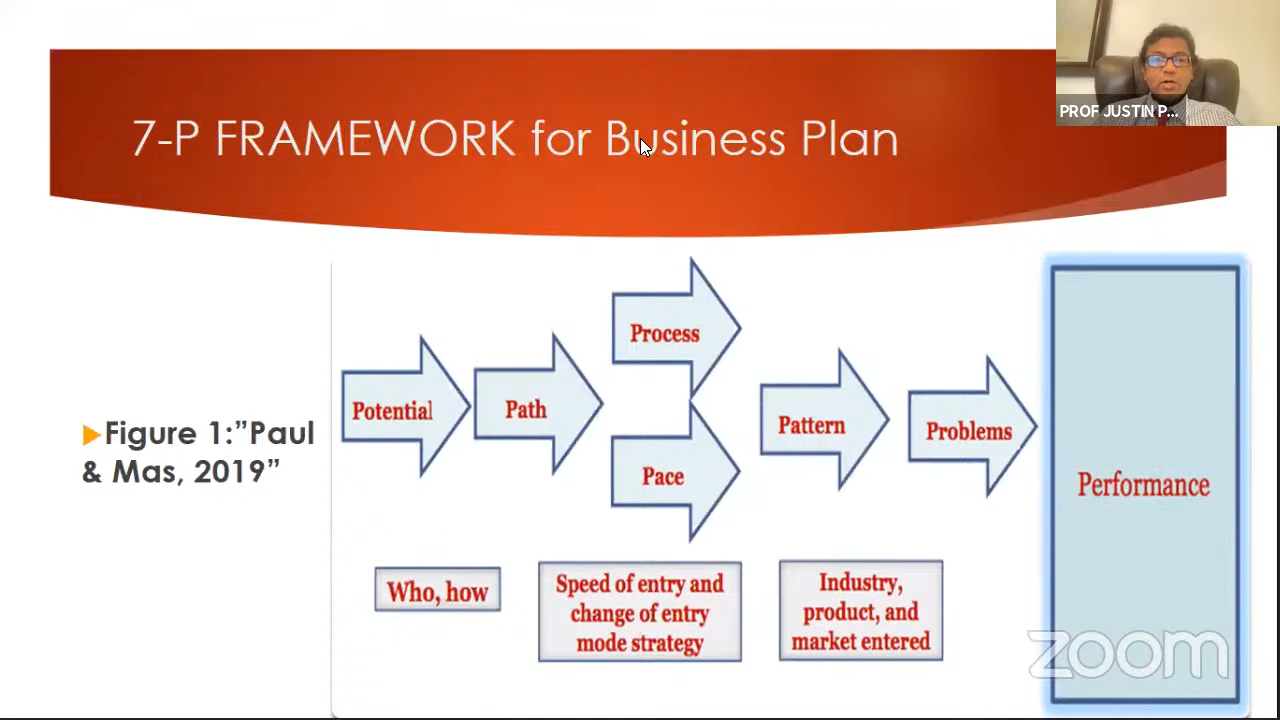 PROF JUSTIN P...
7-P FRAMEWORK for Business Plan
Figure 1:”Paul
& Mas, 2019”
Potential
Path
Process
Pace
Pattern
Problems
Performance
Who, how
Speed of entry and
change of entry
mode strategy
Industry,
product, and
market entered
zoom